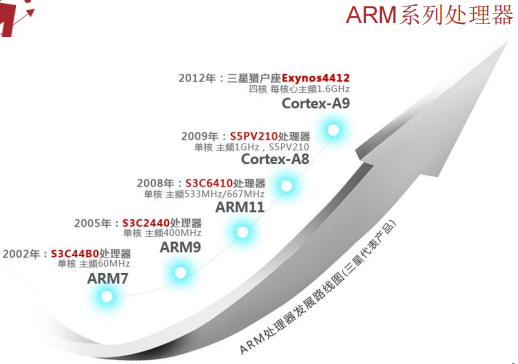 ARM系列处理器
2012年：三星猎户座Exynos4412
四核 每核心主频1.6GHz
Cortex-A9
2009年：S5PV210处理器
单核 主频1GHz，S5PV210
Cortex-A8
2008年：S3C6410处理器
单核 主频533MHz/667MHz
ARM11
2005年：S3C2440处理器
单核 主频400MHz
ARM9
2002年：S3C44B0处理器
单核 主频60MHz
ARM7
ARM处理器发展路线图(三星代表产品)